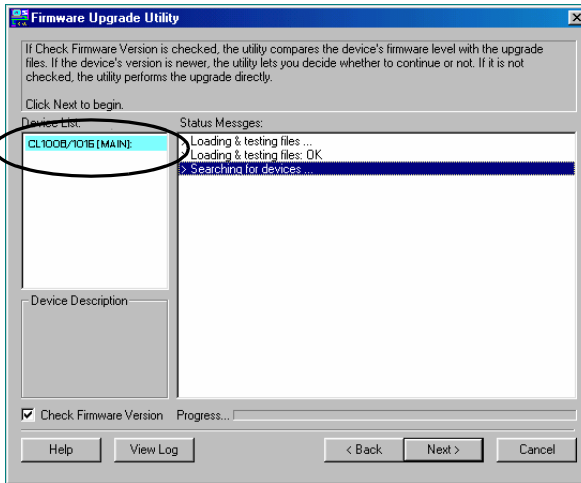 Firmware Upgrade Utility
If Check Firmware Version is checked, the utility compares the device's firmware level with the upgrade
files. If the device's version is newer, the utility lets you decide whether to continue or not. If it is not
checked, the utility performs the upgrade directly.
Click Next to begin.
Device List:
Status Messges:
CL1008/1016 [MAIN]:
> Loading & testing files ...
Loading & testing files: OK
> Searching for devices ...
Device Description
Check Firmware Version
Progress...
Help
View Log
< Back
Next >
Cancel